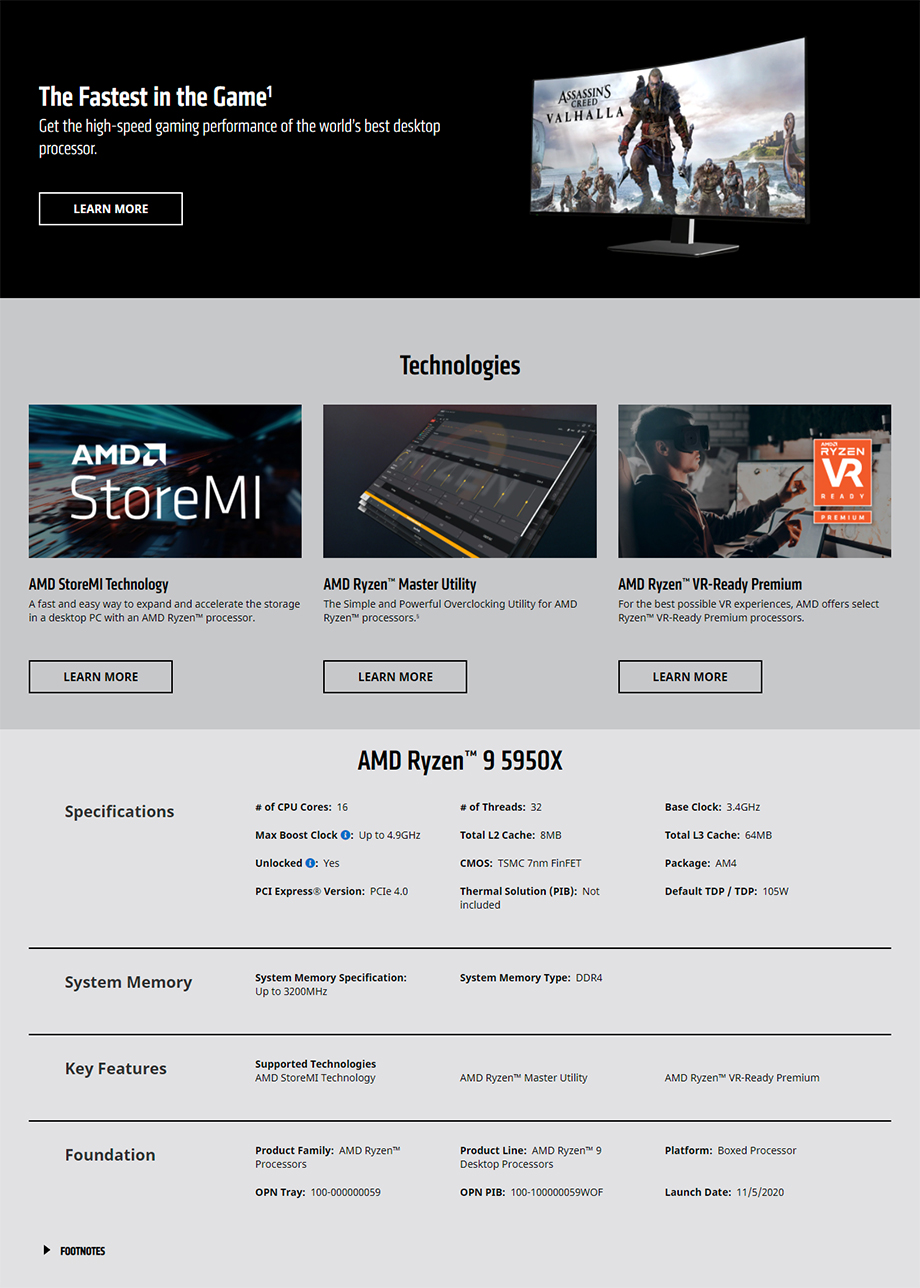 The Fastest in the Game¹
Get the high-speed gaming performance of the world's best desktop
processor.
LEARN MORE
ASSASSIN'S
CREED
VALHALLA
Technologies
AMD
StoreMI
AMD
RYZEN
VR
READY
PREMIUM
AMD StoreMI Technology
A fast and easy way to expand and accelerate the storage
in a desktop PC with an AMD Ryzen™ processor.
LEARN MORE
AMD Ryzen™ Master Utility
The Simple and Powerful Overclocking Utility for AMD
Ryzen™ processors.⁵
LEARN MORE
AMD Ryzen™ VR-Ready Premium
For the best possible VR experiences, AMD offers select
Ryzen™ VR-Ready Premium processors.
LEARN MORE
AMD Ryzen™ 9 5950X
Specifications
# of CPU Cores: 16
# of Threads: 32
Base Clock: 3.4GHz
Max Boost Clock : Up to 4.9GHz
Total L2 Cache: 8MB
Total L3 Cache: 64MB
Unlocked : Yes
CMOS: TSMC 7nm FinFET
Package: AM4
PCI Express® Version: PCIe 4.0
Thermal Solution (PIB): Not
included
Default TDP / TDP: 105W
System Memory
System Memory Specification:
Up to 3200MHz
System Memory Type: DDR4
Key Features
Supported Technologies
AMD StoreMI Technology
AMD Ryzen™ Master Utility
AMD Ryzen™ VR-Ready Premium
Foundation
Product Family: AMD Ryzen™
Processors
Product Line: AMD Ryzen™ 9
Desktop Processors
Platform: Boxed Processor
OPN Tray: 100-000000059
OPN PIB: 100-100000059WOF
Launch Date: 11/5/2020
FOOTNOTES